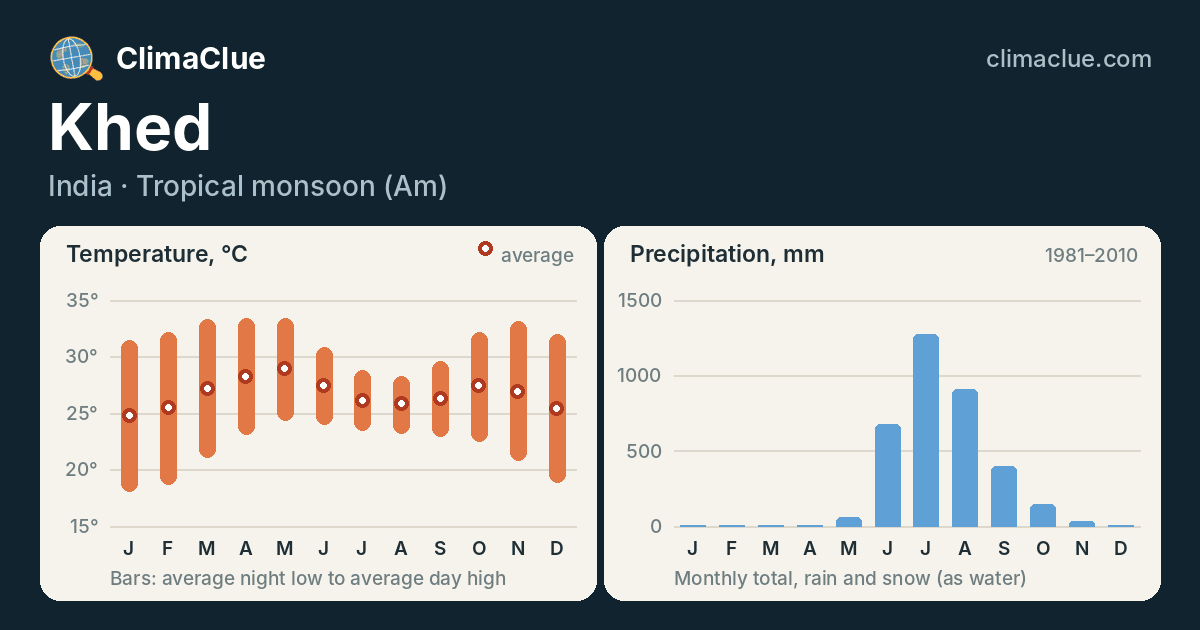 ClimaClue
climaclue.com
Khed
India · Tropical monsoon (Am)
Temperature, °C
average
35°
30°
25°
20°
15°
J F M A M J J A S O N D
Bars: average night low to average day high
Precipitation, mm
1981–2010
1500
1000
500
0
J F M A M J J A S O N D
Monthly total, rain and snow (as water)